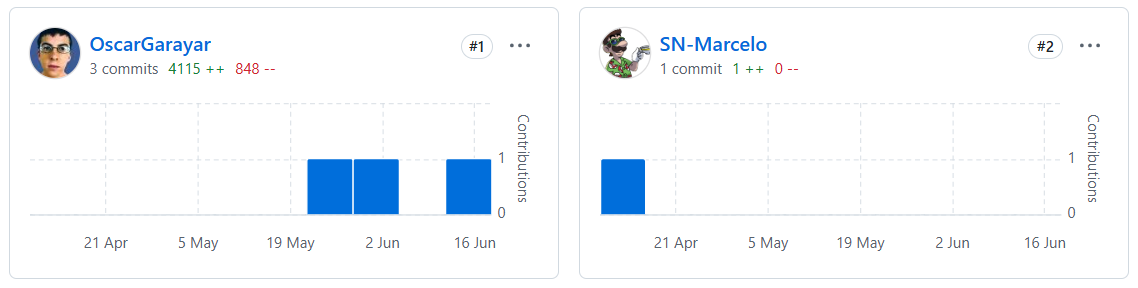 OscarGarayar
#1
3 commits 4115 ++ 848 --
Contributions
1
0
21 Apr 5 May 19 May 2 Jun 16 Jun
SN-Marcelo
#2
1 commit 1 ++ 0 --
Contributions
1
0
21 Apr 5 May 19 May 2 Jun 16 Jun